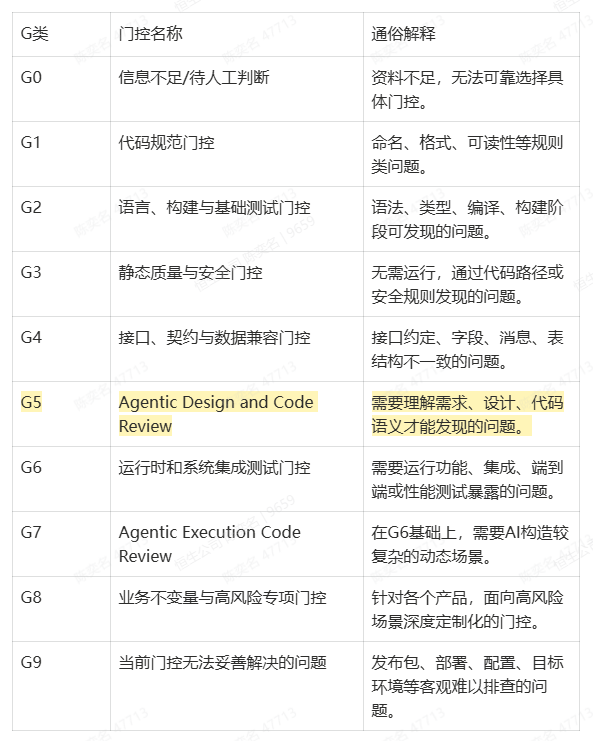 G类 门控名称 通俗解释
G0 信息不足/待人工判断 资料不足，无法可靠选择具
体门控。
G1 代码规范门控 命名、格式、可读性等规则
类问题。
G2 语言、构建与基础测试门控 语法、类型、编译、构建阶
段可发现的问题。
G3 静态质量与安全门控 无需运行，通过代码路径或
安全规则发现的问题。
G4 接口、契约与数据兼容门控 接口约定、字段、消息、表
结构不一致的问题。
G5 Agentic Design and Code 需要理解需求、设计、代码
Review 语义才能发现的问题。
G6 运行时和系统集成测试门控 需要运行功能、集成、端到
端或性能测试暴露的问题。
G7 Agentic Execution Code 在G6基础上，需要AI构造较
Review 复杂的动态场景。
G8 业务不变量与高风险专项门控 针对各个产品，面向高风险
场景深度定制化的门控。
G9 当前门控无法妥善解决的问题 发布包、部署、配置、目标
环境等客观难以排查的问
题。